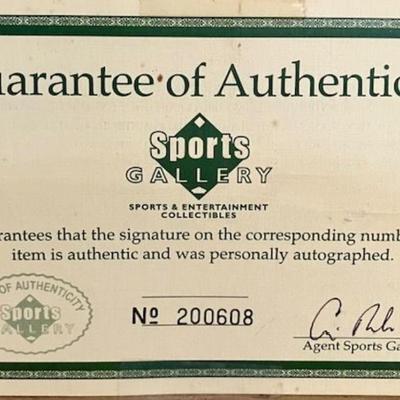 uarantee of Authentic
Sports
GALLERY
SPORTS & ENTERTAINMENT
COLLECTIBLES
rantees that the signature on the corresponding numb
item is authentic and was personally autographed.
OF AUTHENTICITY
Sports
GALLERY
Nº 200608
Agent Sports Ga